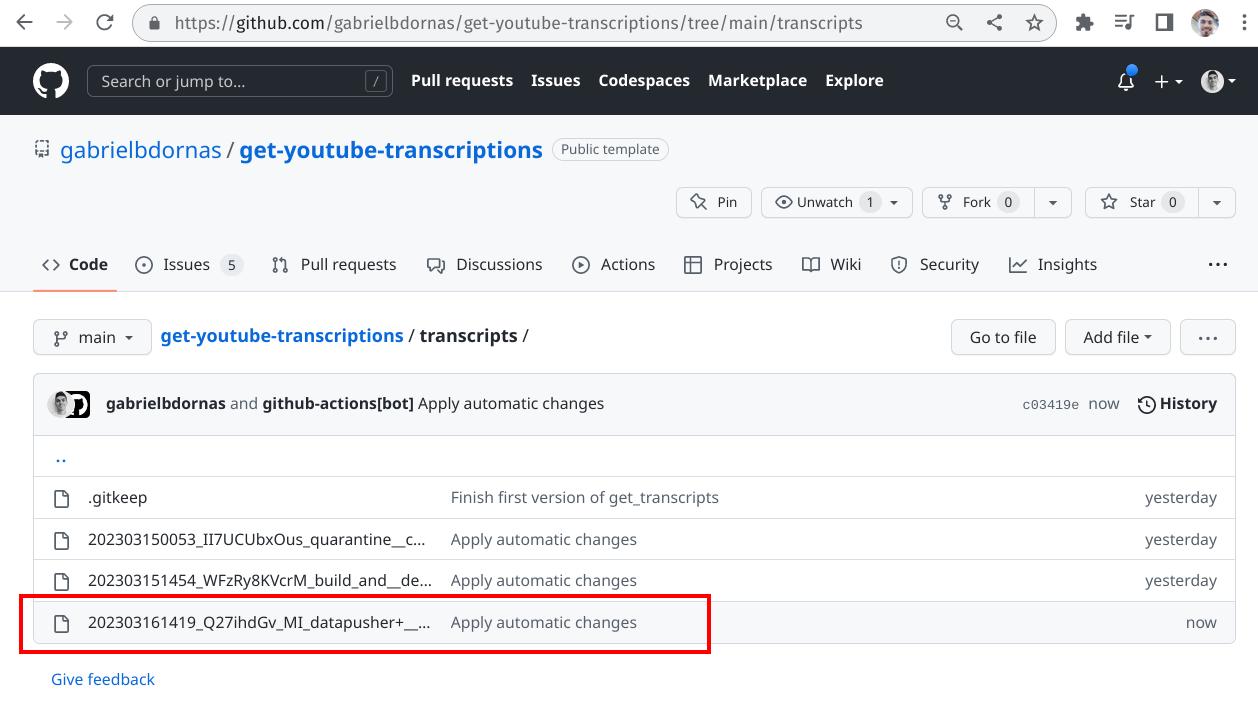 https://github.com/gabrielbdornas/get-youtube-transcriptions/tree/main/transcripts
Search or jump to... / Pull requests Issues Codespaces Marketplace Explore
gabrielbdornas / get-youtube-transcriptions Public template
Pin Unwatch 1 Fork 0 Star 0
Code Issues 5 Pull requests Discussions Actions Projects Wiki Security Insights ...
main get-youtube-transcriptions / transcripts / Go to file Add file ...
gabrielbdornas and github-actions[bot] Apply automatic changes c03419e now History
..
.gitkeep Finish first version of get_transcripts yesterday
202303150053_II7UCUbxOus_quarantine__c... Apply automatic changes yesterday
202303151454_WFzRy8KVcrM_build_and__de... Apply automatic changes yesterday
202303161419_Q27ihdGv_MI_datapusher+__... Apply automatic changes now
Give feedback